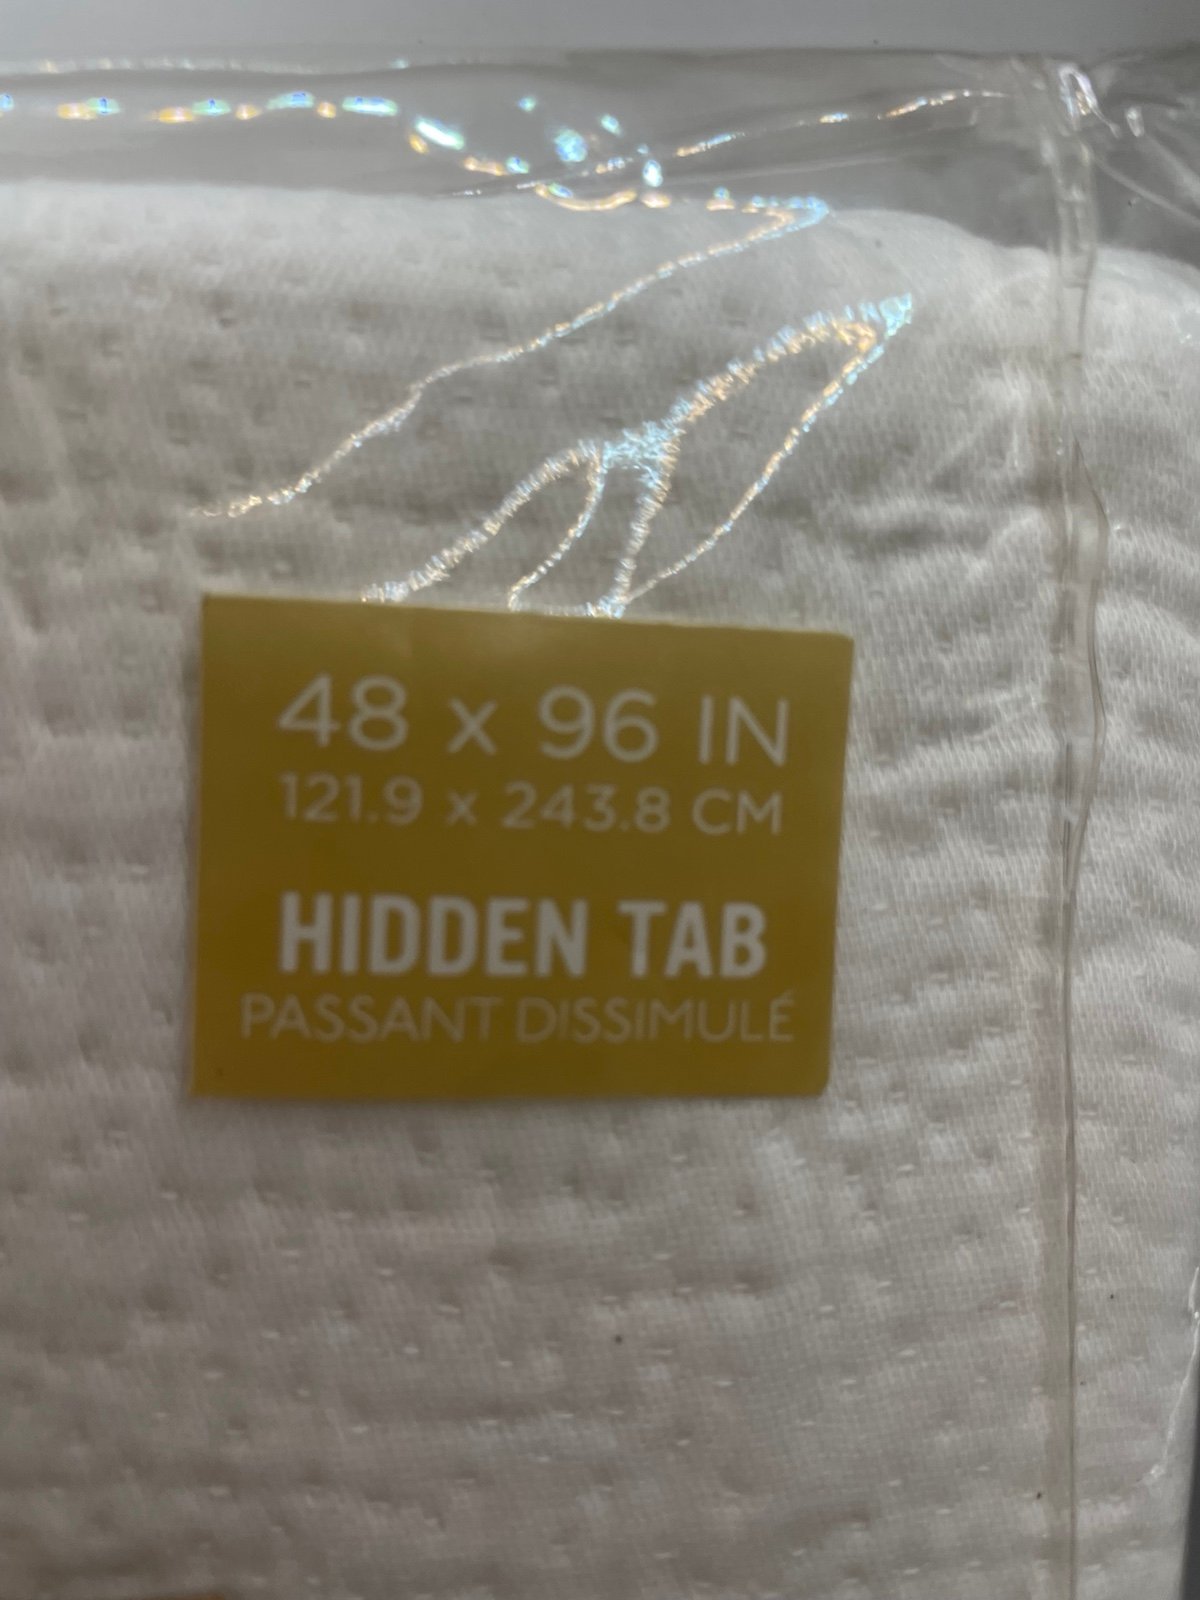 48 x 96 IN
121.9 x 243.8 CM
HIDDEN TAB
PASSANT DISSIMULÉ